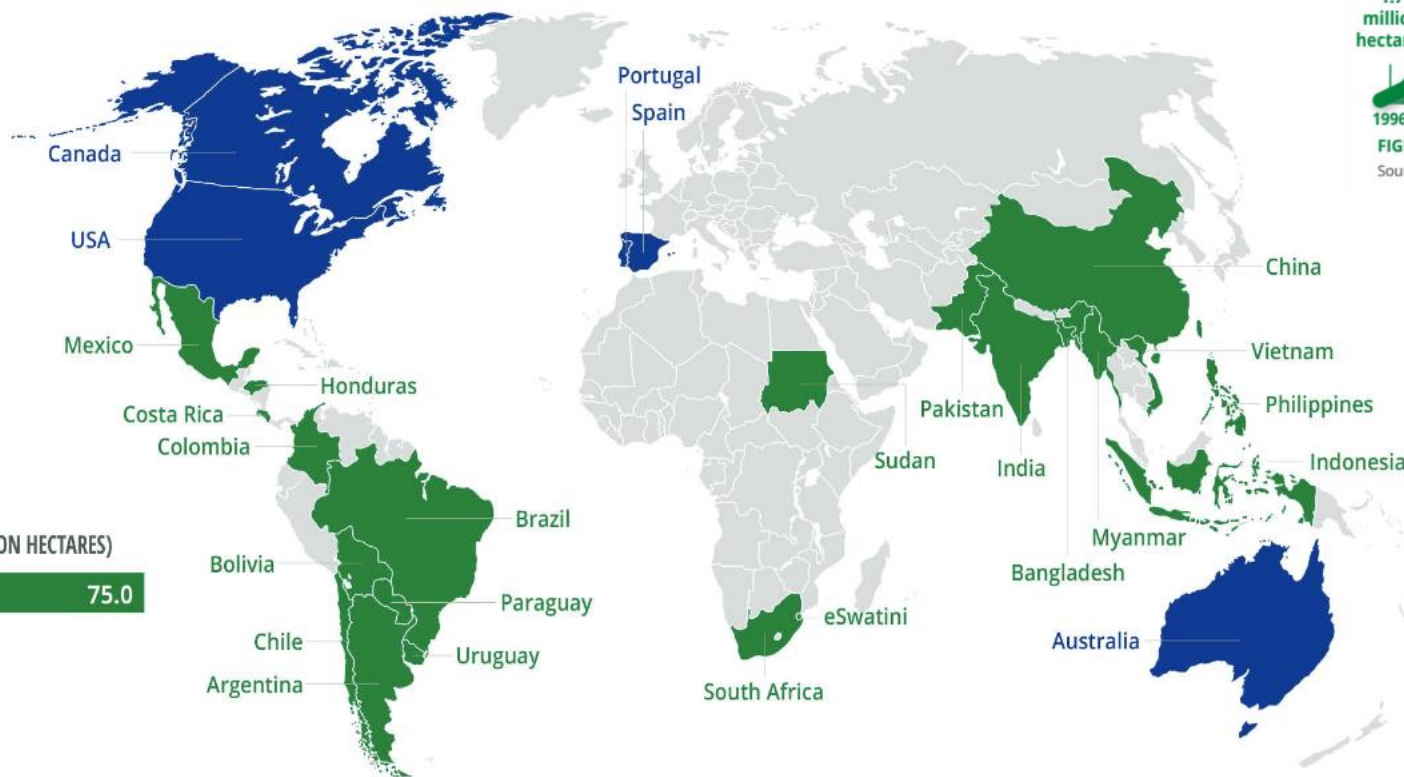 millio
hectar
1996
FIG
Sour
Portugal
Spain
Canada
USA
China
Mexico
Vietnam
Honduras
Costa Rica
Pakistan
Philippines
Colombia
Sudan
India
Indonesia
Brazil
ON HECTARES)
Myanmar
Bolivia
Bangladesh
75.0
Paraguay
eSwatini
Chile
Uruguay
Australia
Argentina
South Africa